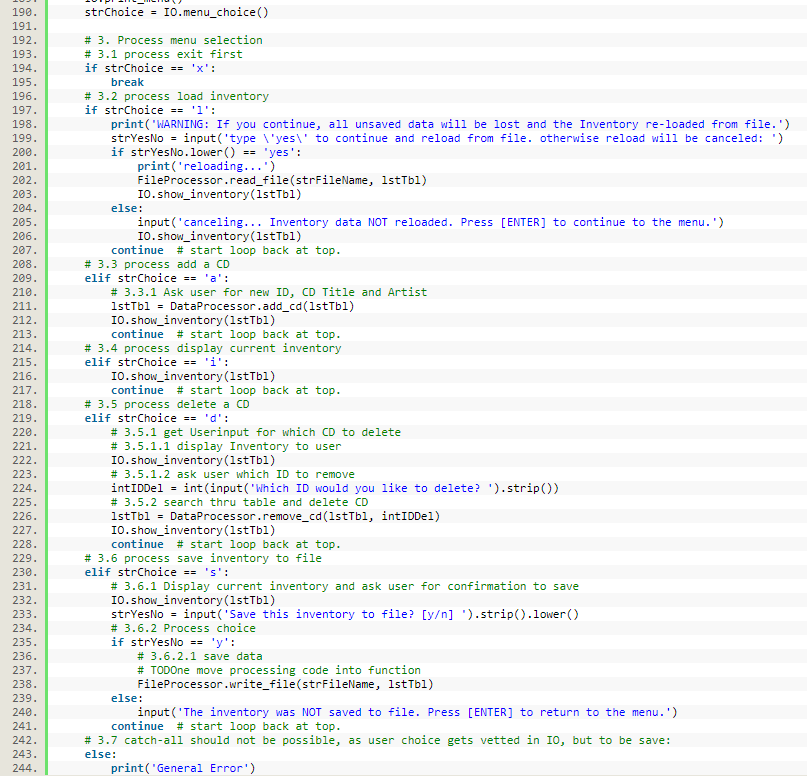 190. strChoice = IO.menu_choice()
191.
192. # 3. Process menu selection
193. # 3.1 process exit first
194. if strChoice == 'x':
195. break
196. # 3.2 process load inventory
197. if strChoice == 'l':
198. print('WARNING: If you continue, all unsaved data will be lost and the Inventory re-loaded from file.')
199. strYesNo = input('type \'yes\' to continue and reload from file. otherwise reload will be canceled: ')
200. if strYesNo.lower() == 'yes':
201. print('reloading...')
202. FileProcessor.read_file(strFileName, lstTbl)
203. IO.show_inventory(lstTbl)
204. else:
205. input('canceling... Inventory data NOT reloaded. Press [ENTER] to continue to the menu.')
206. IO.show_inventory(lstTbl)
207. continue # start loop back at top.
208. # 3.3 process add a CD
209. elif strChoice == 'a':
210. # 3.3.1 Ask user for new ID, CD Title and Artist
211. lstTbl = DataProcessor.add_cd(lstTbl)
212. IO.show_inventory(lstTbl)
213. continue # start loop back at top.
214. # 3.4 process display current inventory
215. elif strChoice == 'i':
216. IO.show_inventory(lstTbl)
217. continue # start loop back at top.
218. # 3.5 process delete a CD
219. elif strChoice == 'd':
220. # 3.5.1 get Userinput for which CD to delete
221. # 3.5.1.1 display Inventory to user
222. IO.show_inventory(lstTbl)
223. # 3.5.1.2 ask user which ID to remove
224. intIDDel = int(input('Which ID would you like to delete? ').strip())
225. # 3.5.2 search thru table and delete CD
226. lstTbl = DataProcessor.remove_cd(lstTbl, intIDDel)
227. IO.show_inventory(lstTbl)
228. continue # start loop back at top.
229. # 3.6 process save inventory to file
230. elif strChoice == 's':
231. # 3.6.1 Display current inventory and ask user for confirmation to save
232. IO.show_inventory(lstTbl)
233. strYesNo = input('Save this inventory to file? [y/n] ').strip().lower()
234. # 3.6.2 Process choice
235. if strYesNo == 'y':
236. # 3.6.2.1 save data
237. # TODOne move processing code into function
238. FileProcessor.write_file(strFileName, lstTbl)
239. else:
240. input('The inventory was NOT saved to file. Press [ENTER] to return to the menu.')
241. continue # start loop back at top.
242. # 3.7 catch-all should not be possible, as user choice gets vetted in IO, but to be save:
243. else:
244. print('General Error')